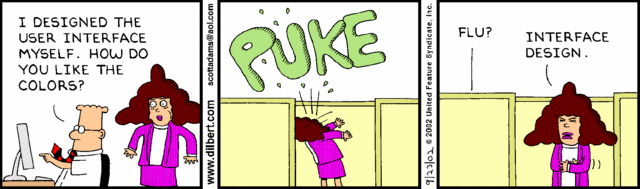 I DESIGNED THE
USER INTERFACE
MYSELF. HOW DO
YOU LIKE THE
COLORS?
www.dilbert.com
scottadams@aol.com
PUKE
9/23/02 © 2002 United Feature Syndicate, Inc.
FLU?
INTERFACE
DESIGN.